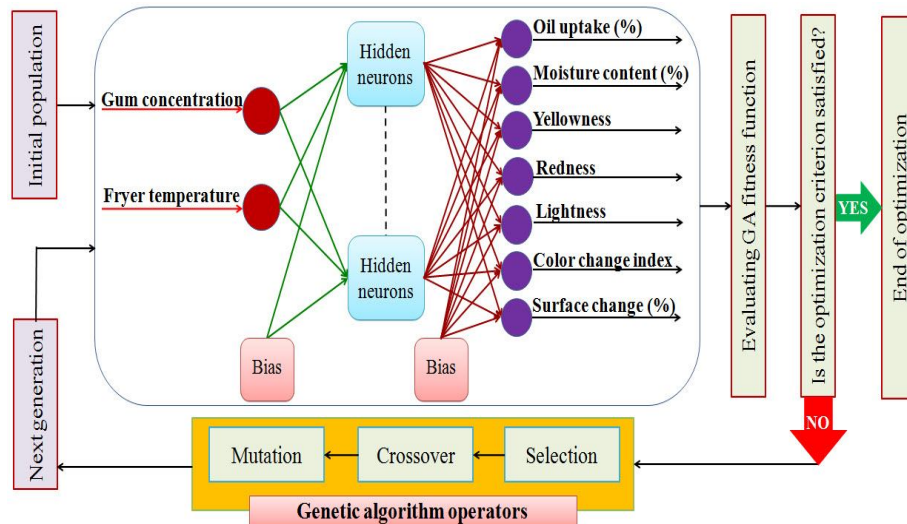 Initial population
Gum concentration
Fryer temperature
Hidden
neurons
Hidden
neurons
Bias
Bias
Oil uptake (%)
Moisture content (%)
Yellowness
Redness
Lightness
Color change index
Surface change (%)
Evaluating GA fitness function
Is the optimization criterion satisfied?
YES
End of optimization
NO
Selection
Crossover
Mutation
Genetic algorithm operators
Next generation